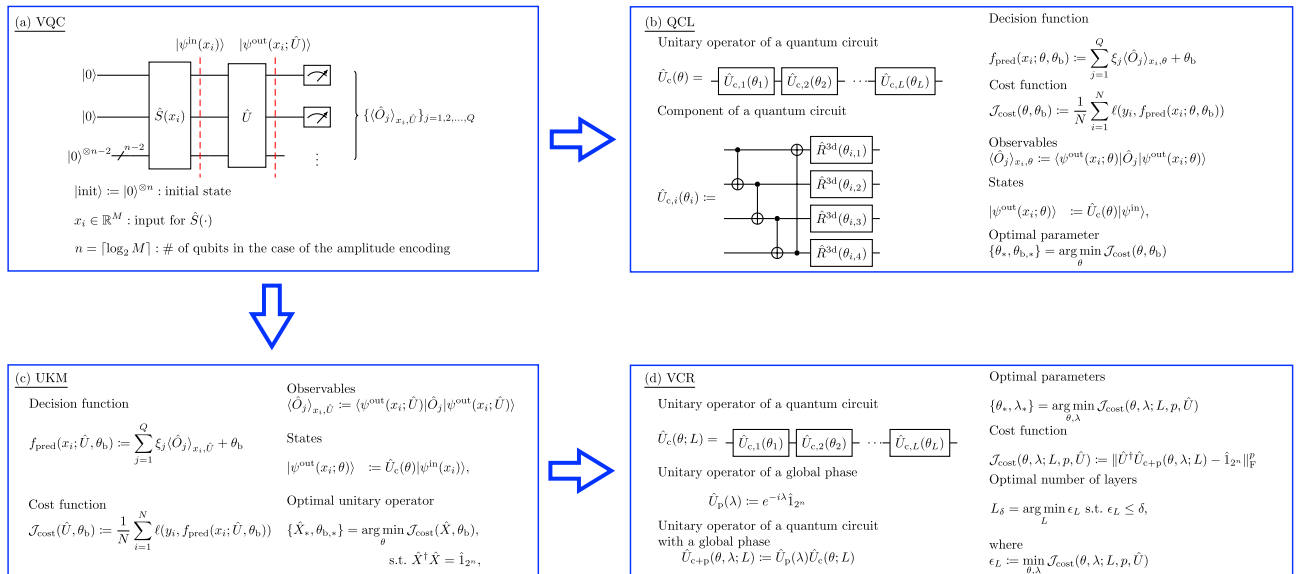 (a) VQC
|ψ^in(x_i)⟩ |ψ^out(x_i; Û)⟩
|0⟩
|0⟩
|0⟩^⊗n−2 n−2
Ŝ(x_i)
Û
⋮
{⟨Ô_j⟩_{x_i,Û}}_{j=1,2,...,Q}
|init⟩ := |0⟩^⊗n : initial state
x_i ∈ ℝ^M : input for Ŝ(·)
n = ⌈log_2 M⌉ : # of qubits in the case of the amplitude encoding
(b) QCL
Unitary operator of a quantum circuit
Û_c(θ) = Û_{c,1}(θ_1) Û_{c,2}(θ_2) ⋯ Û_{c,L}(θ_L)
Component of a quantum circuit
Û_{c,i}(θ_i) :=
R̂^3d(θ_{i,1})
R̂^3d(θ_{i,2})
R̂^3d(θ_{i,3})
R̂^3d(θ_{i,4})
Decision function
f_pred(x_i; θ, θ_b) := ∑_{j=1}^{Q} ξ_j⟨Ô_j⟩_{x_i,θ} + θ_b
Cost function
𝒥_cost(θ, θ_b) := 1/N ∑_{i=1}^{N} ℓ(y_i, f_pred(x_i; θ, θ_b))
Observables
⟨Ô_j⟩_{x_i,θ} := ⟨ψ^out(x_i; θ)|Ô_j|ψ^out(x_i; θ)⟩
States
|ψ^out(x_i; θ)⟩ := Û_c(θ)|ψ^in⟩,
Optimal parameter
{θ_*, θ_{b,*}} = arg min_θ 𝒥_cost(θ, θ_b)
(c) UKM
Decision function
f_pred(x_i; Û, θ_b) := ∑_{j=1}^{Q} ξ_j⟨Ô_j⟩_{x_i,Û} + θ_b
Cost function
𝒥_cost(Û, θ_b) := 1/N ∑_{i=1}^{N} ℓ(y_i, f_pred(x_i; Û, θ_b))
Observables
⟨Ô_j⟩_{x_i,Û} := ⟨ψ^out(x_i; Û)|Ô_j|ψ^out(x_i; Û)⟩
States
|ψ^out(x_i; θ)⟩ := Û_c(θ)|ψ^in(x_i)⟩,
Optimal unitary operator
{X̂_*, θ_{b,*}} = arg min_θ 𝒥_cost(X̂, θ_b),
s.t. X̂^†X̂ = 1̂_{2^n},
(d) VCR
Unitary operator of a quantum circuit
Û_c(θ; L) = Û_{c,1}(θ_1) Û_{c,2}(θ_2) ⋯ Û_{c,L}(θ_L)
Unitary operator of a global phase
Û_p(λ) := e^{−iλ}1̂_{2^n}
Unitary operator of a quantum circuit
with a global phase
Û_{c+p}(θ, λ; L) := Û_p(λ)Û_c(θ; L)
Optimal parameters
{θ_*, λ_*} = arg min_{θ,λ} 𝒥_cost(θ, λ; L, p, Û)
Cost function
𝒥_cost(θ, λ; L, p, Û) := ‖Û^†Û_{c+p}(θ, λ; L) − 1̂_{2^n}‖_F^p
Optimal number of layers
L_δ = arg min_L ϵ_L s.t. ϵ_L ≤ δ,
where
ϵ_L := min_{θ,λ} 𝒥_cost(θ, λ; L, p, Û)